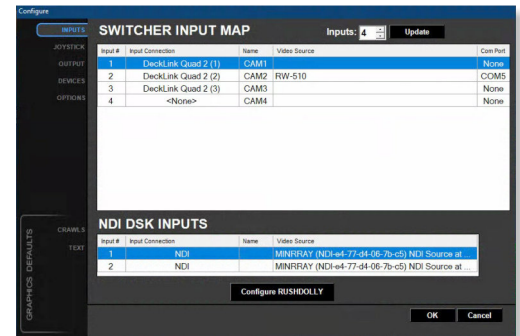 Configure
INPUTS
JOYSTICK
OUTPUT
DEVICES
OPTIONS
SWITCHER INPUT MAP
Inputs: 4 Update
Input # Input Connection Name Video Source Com Port
1 DeckLink Quad 2 (1) CAM1 None
2 DeckLink Quad 2 (2) CAM2 RW-510 COM5
3 DeckLink Quad 2 (3) CAM3 None
4 <None> CAM4 None
GRAPHICS DEFAULTS
CRAWLS
TEXT
NDI DSK INPUTS
Input # Input Connection Name Video Source
1 NDI MINRRAY (NDI-e4-77-d4-06-7b-c5) NDI Source at ...
2 NDI MINRRAY (NDI-e4-77-d4-06-7b-c5) NDI Source at ...
Configure RUSHDOLLY
OK Cancel